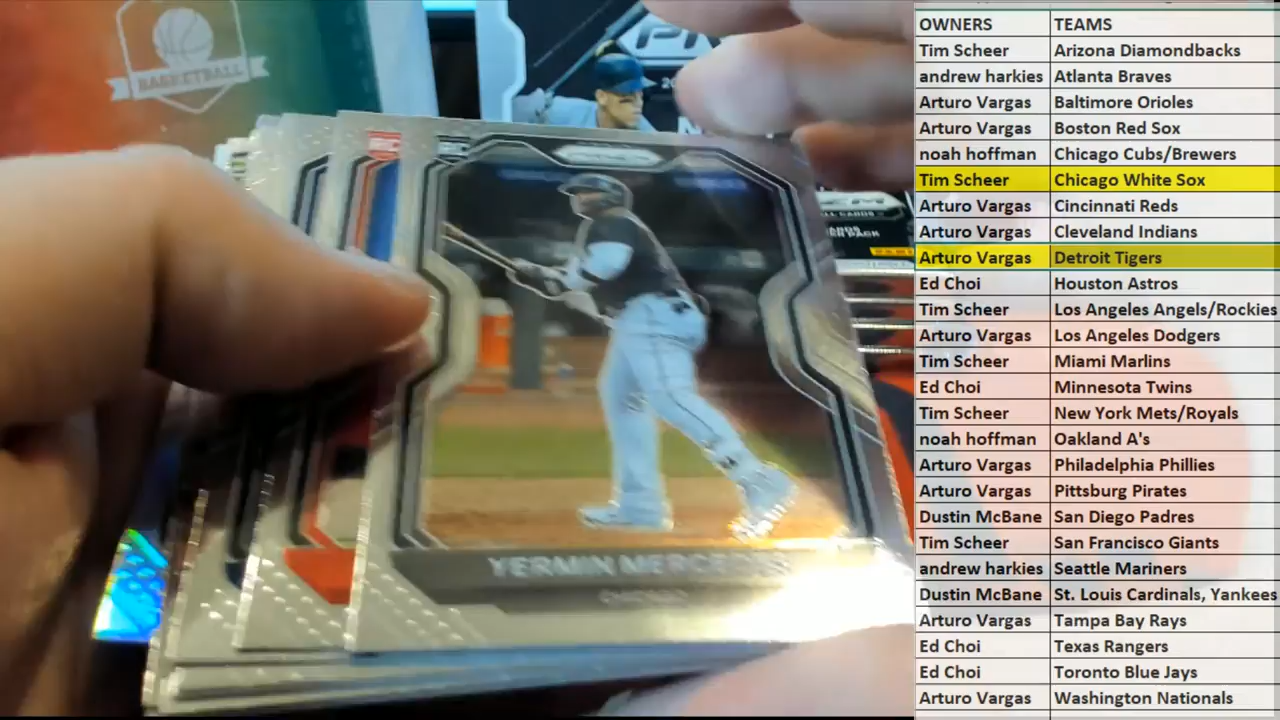 BASKETBALL
PRIZM
RC
YERMIN MERCEDES
CHICAGO
OWNERS TEAMS
Tim Scheer Arizona Diamondbacks
andrew harkies Atlanta Braves
Arturo Vargas Baltimore Orioles
Arturo Vargas Boston Red Sox
noah hoffman Chicago Cubs/Brewers
Tim Scheer Chicago White Sox
Arturo Vargas Cincinnati Reds
Arturo Vargas Cleveland Indians
Arturo Vargas Detroit Tigers
Ed Choi Houston Astros
Tim Scheer Los Angeles Angels/Rockies
Arturo Vargas Los Angeles Dodgers
Tim Scheer Miami Marlins
Ed Choi Minnesota Twins
Tim Scheer New York Mets/Royals
noah hoffman Oakland A's
Arturo Vargas Philadelphia Phillies
Arturo Vargas Pittsburg Pirates
Dustin McBane San Diego Padres
Tim Scheer San Francisco Giants
andrew harkies Seattle Mariners
Dustin McBane St. Louis Cardinals, Yankees
Arturo Vargas Tampa Bay Rays
Ed Choi Texas Rangers
Ed Choi Toronto Blue Jays
Arturo Vargas Washington Nationals